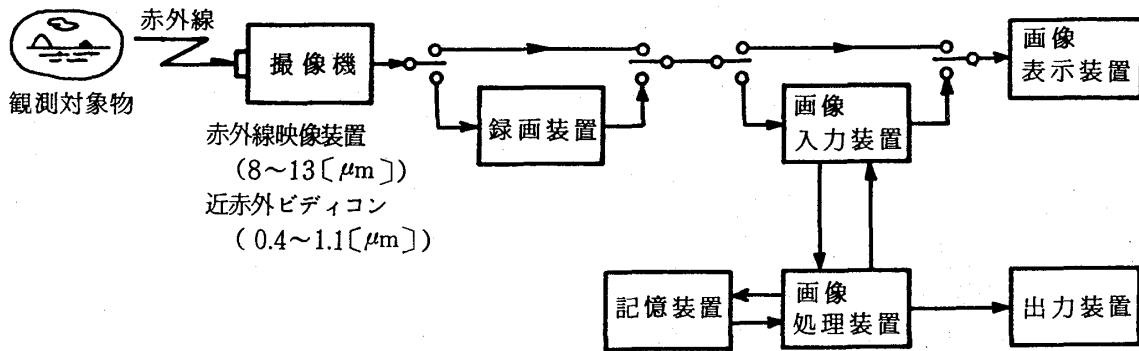 赤外線
観測対象物
撮像機
赤外線映像装置
(8~13〔μm〕)
近赤外ビディコン
(0.4~1.1〔μm〕)
録画装置
画像
入力装置
画像
表示装置
記憶装置
画像
処理装置
出力装置